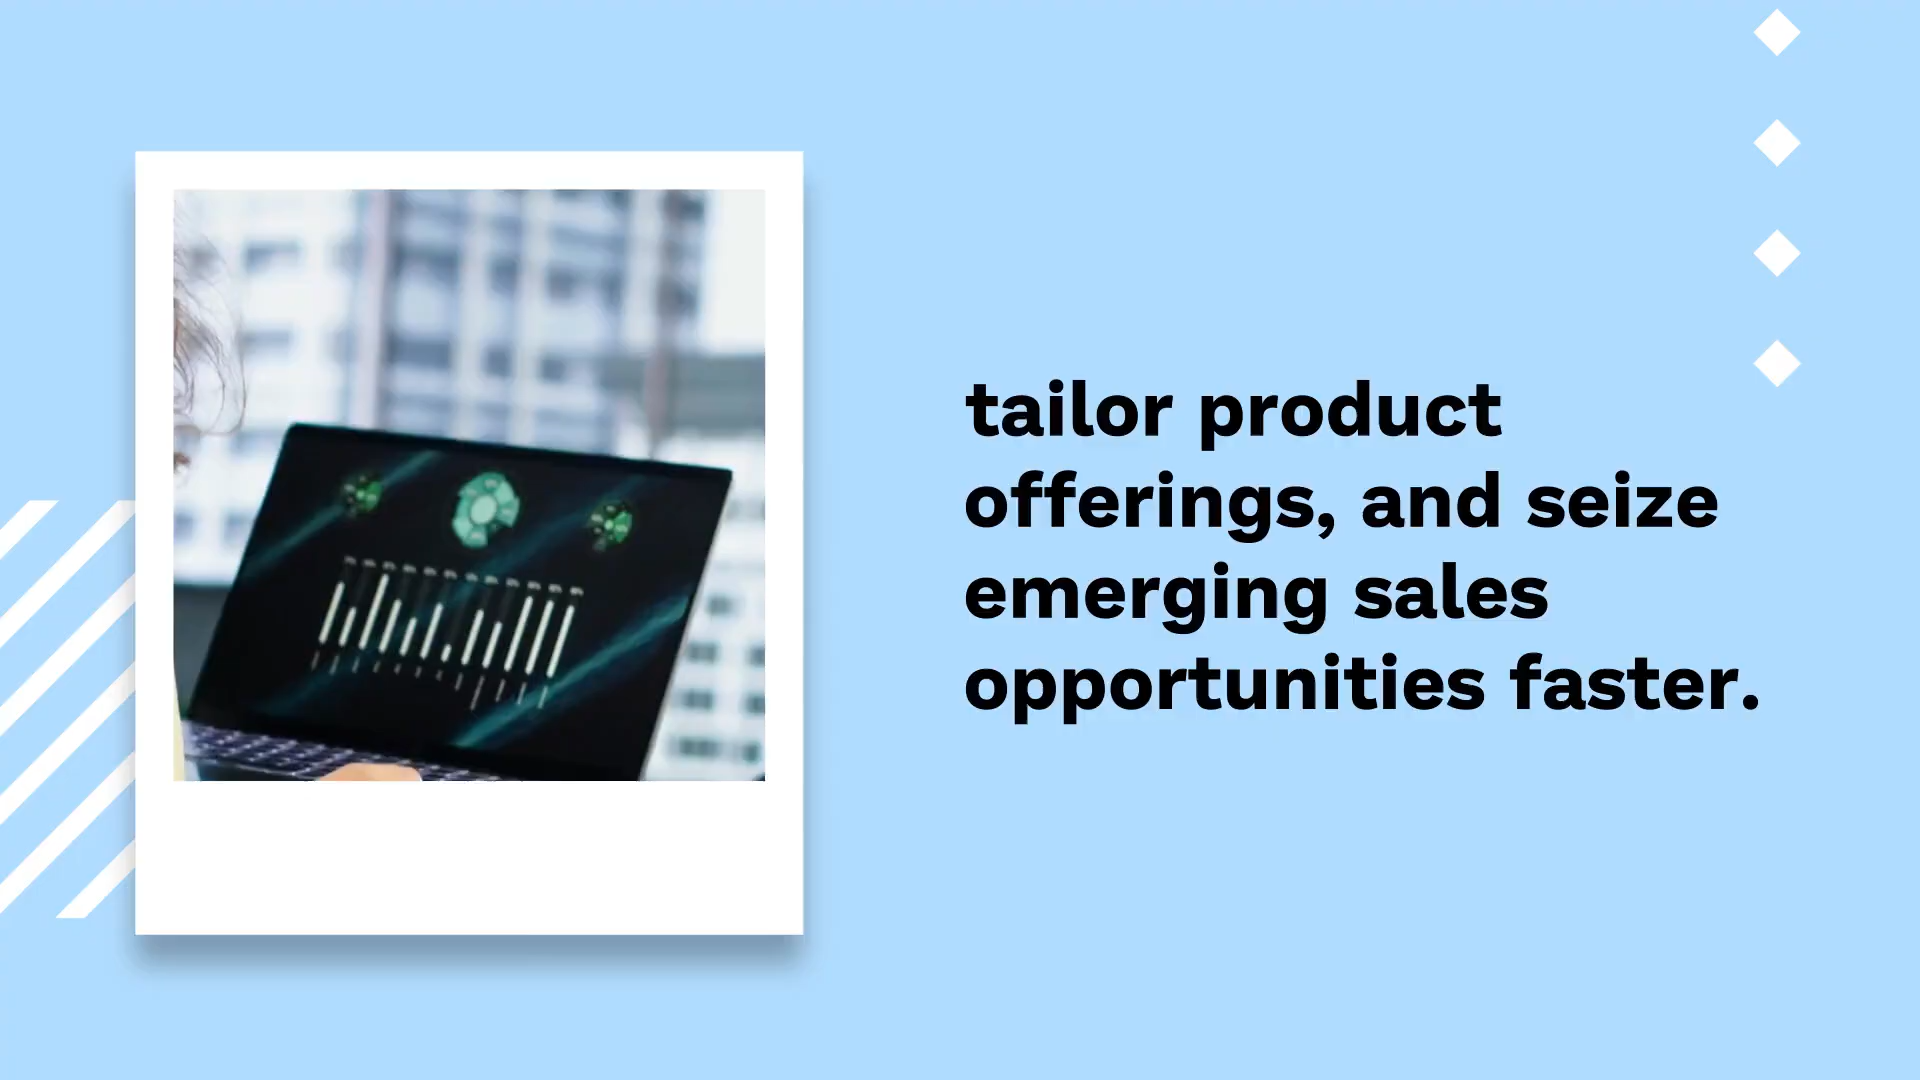 tailor product
offerings, and seize
emerging sales
opportunities faster.